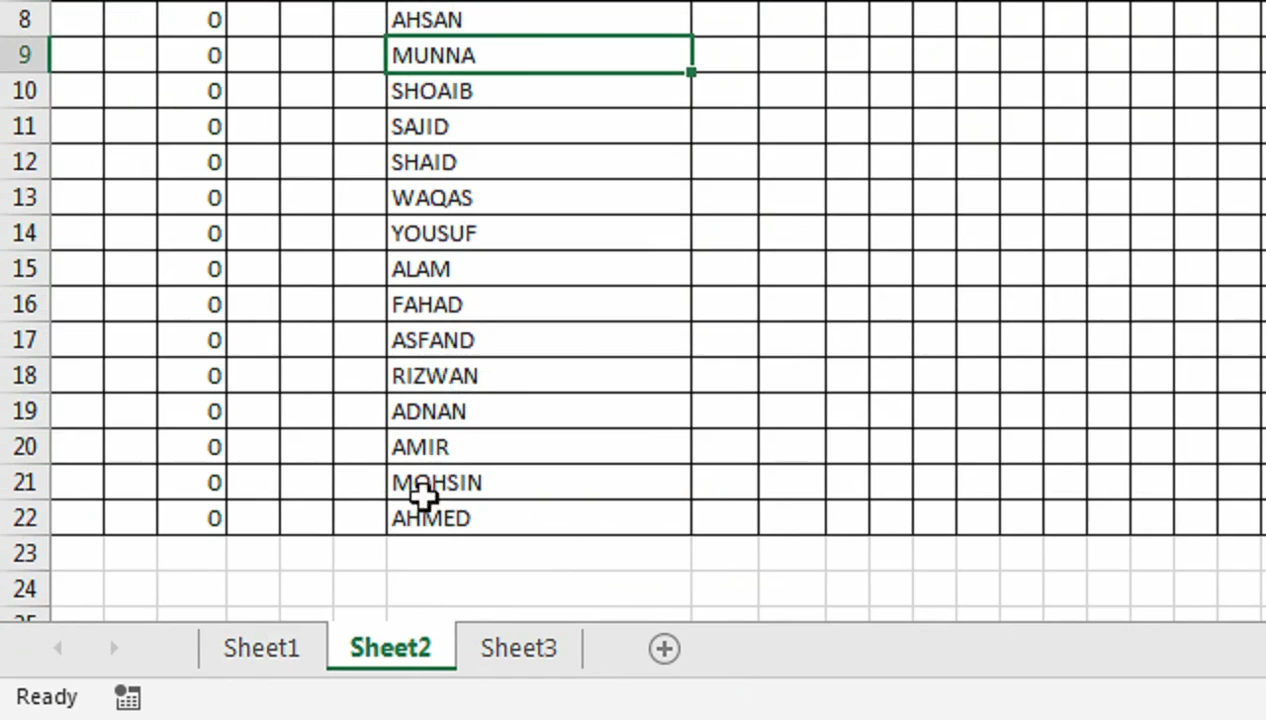 8 0 AHSAN
9 0 MUNNA
10 0 SHOAIB
11 0 SAJID
12 0 SHAID
13 0 WAQAS
14 0 YOUSUF
15 0 ALAM
16 0 FAHAD
17 0 ASFAND
18 0 RIZWAN
19 0 ADNAN
20 0 AMIR
21 0 MOHSIN
22 0 AHMED
23
24
Sheet1 Sheet2 Sheet3
Ready